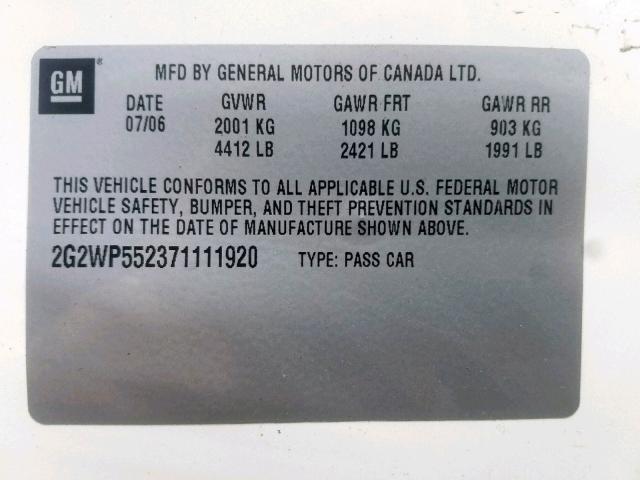 GM®
MFD BY GENERAL MOTORS OF CANADA LTD.
DATE GVWR GAWR FRT GAWR RR
07/06 2001 KG 1098 KG 903 KG
4412 LB 2421 LB 1991 LB
THIS VEHICLE CONFORMS TO ALL APPLICABLE U.S. FEDERAL MOTOR
VEHICLE SAFETY, BUMPER, AND THEFT PREVENTION STANDARDS IN
EFFECT ON THE DATE OF MANUFACTURE SHOWN ABOVE.
2G2WP552371111920 TYPE: PASS CAR